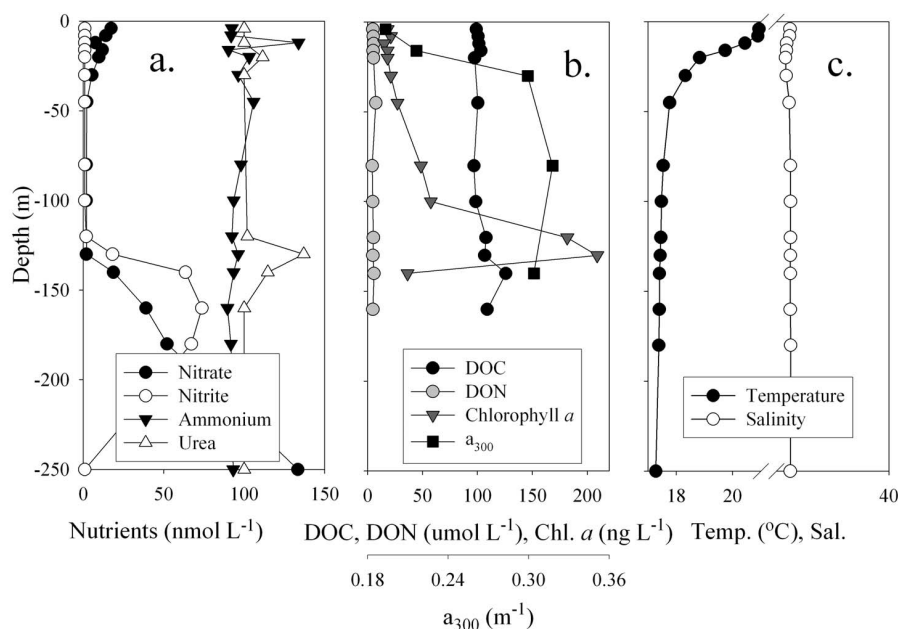 0
-50
-100
-150
-200
-250
Depth (m)
a.
Nitrate
Nitrite
Ammonium
Urea
0 50 100 150
Nutrients (nmol L-1)
b.
DOC
DON
Chlorophyll a
a300
0 50 100 150 200
DOC, DON (umol L-1), Chl. a (ng L-1)
0.18 0.24 0.30 0.36
a300 (m-1)
c.
Temperature
Salinity
18 20 40
Temp. (oC), Sal.